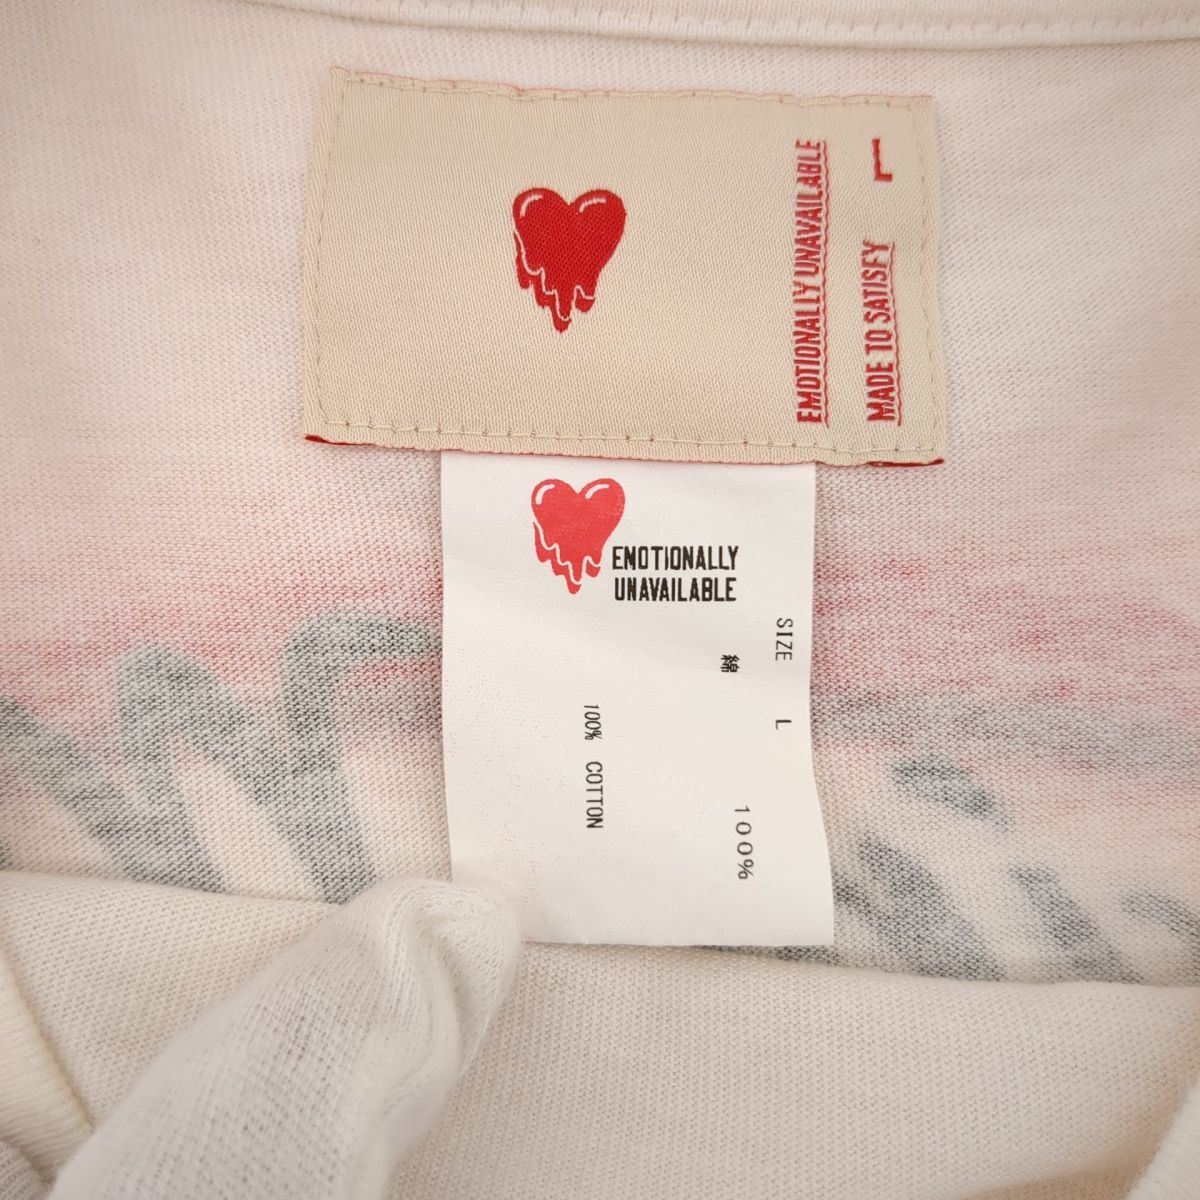 EMOTIONALLY UNAVAILABLE
MADE TO SATISFY L
EMOTIONALLY
UNAVAILABLE
SIZE L
綿 100%
100% COTTON